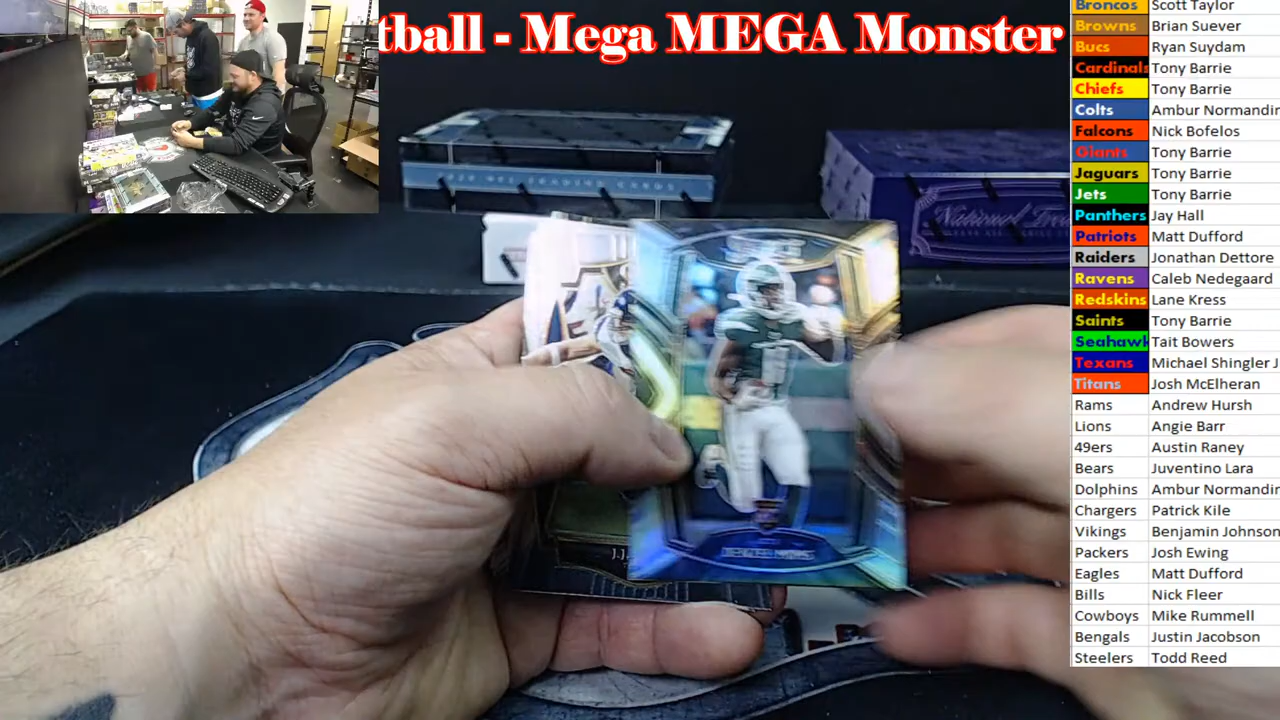 tball - Mega MEGA Monster
Broncos Scott Taylor
Browns Brian Suever
Bucs Ryan Suydam
Cardinals Tony Barrie
Chiefs Tony Barrie
Colts Ambur Normandin
Falcons Nick Bofelos
Giants Tony Barrie
Jaguars Tony Barrie
Jets Tony Barrie
Panthers Jay Hall
Patriots Matt Dufford
Raiders Jonathan Dettore
Ravens Caleb Nedegaard
Redskins Lane Kress
Saints Tony Barrie
Seahawk Tait Bowers
Texans Michael Shingler J
Titans Josh McElheran
Rams Andrew Hursh
Lions Angie Barr
49ers Austin Raney
Bears Juventino Lara
Dolphins Ambur Normandin
Chargers Patrick Kile
Vikings Benjamin Johnson
Packers Josh Ewing
Eagles Matt Dufford
Bills Nick Fleer
Cowboys Mike Rummell
Bengals Justin Jacobson
Steelers Todd Reed
National Trea
J.J.